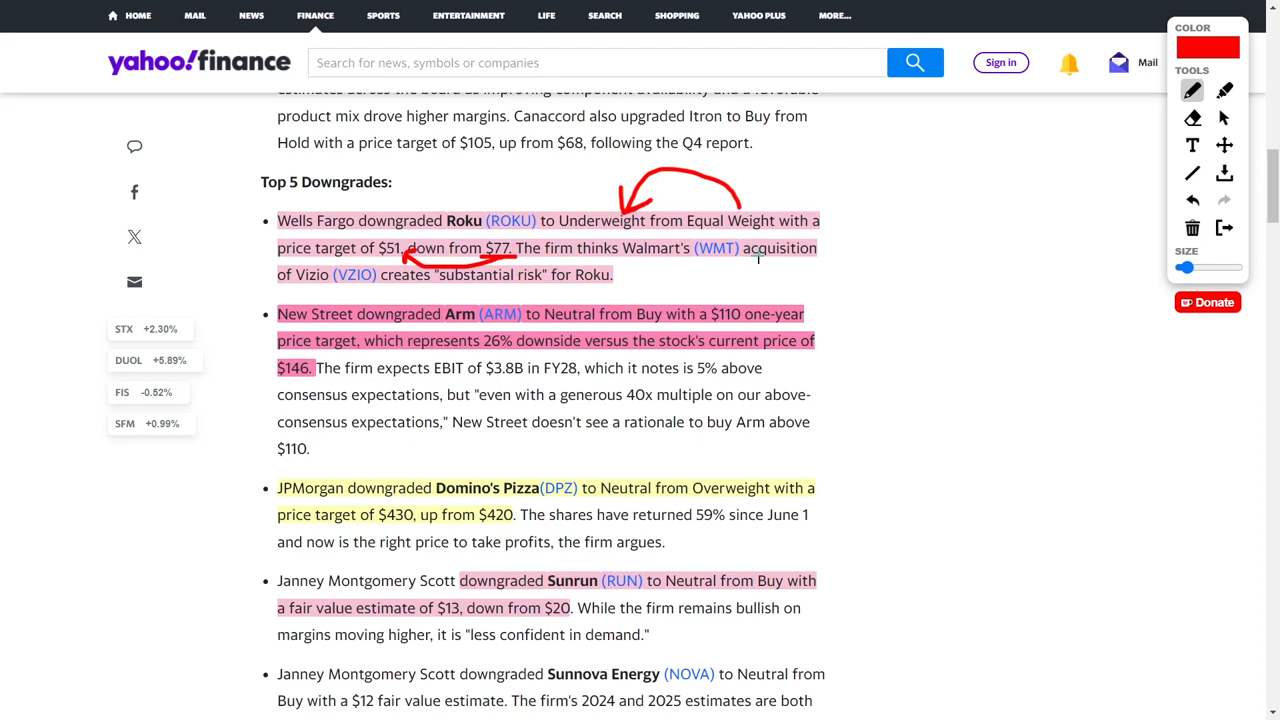 HOME MAIL NEWS FINANCE SPORTS ENTERTAINMENT LIFE SEARCH SHOPPING YAHOO PLUS MORE...
yahoo!finance Search for news, symbols or companies Sign in Mail
estimates across the board as improving component availability and a favorable
product mix drove higher margins. Canaccord also upgraded Itron to Buy from
Hold with a price target of $105, up from $68, following the Q4 report.
Top 5 Downgrades:
• Wells Fargo downgraded Roku (ROKU) to Underweight from Equal Weight with a
price target of $51, down from $77. The firm thinks Walmart's (WMT) acquisition
of Vizio (VZIO) creates "substantial risk" for Roku.
• New Street downgraded Arm (ARM) to Neutral from Buy with a $110 one-year
price target, which represents 26% downside versus the stock's current price of
$146. The firm expects EBIT of $3.8B in FY28, which it notes is 5% above
consensus expectations, but "even with a generous 40x multiple on our above-
consensus expectations," New Street doesn't see a rationale to buy Arm above
$110.
• JPMorgan downgraded Domino's Pizza(DPZ) to Neutral from Overweight with a
price target of $430, up from $420. The shares have returned 59% since June 1
and now is the right price to take profits, the firm argues.
• Janney Montgomery Scott downgraded Sunrun (RUN) to Neutral from Buy with
a fair value estimate of $13, down from $20. While the firm remains bullish on
margins moving higher, it is "less confident in demand."
• Janney Montgomery Scott downgraded Sunnova Energy (NOVA) to Neutral from
Buy with a $12 fair value estimate. The firm's 2024 and 2025 estimates are both
STX +2.30%
DUOL +5.89%
FIS -0.52%
SFM +0.99%
COLOR
TOOLS
T
SIZE
Donate